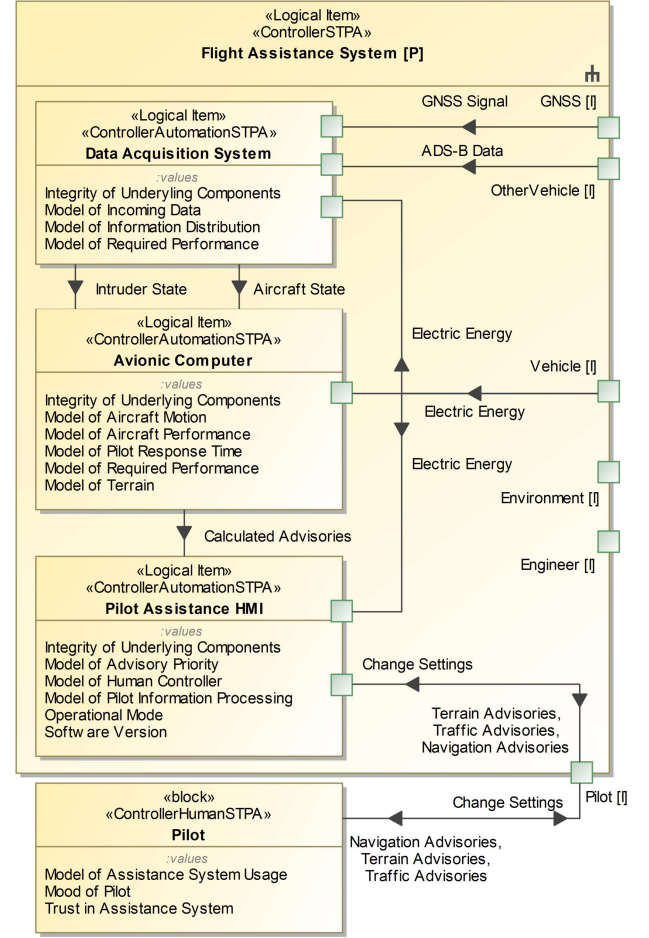 «Logical Item»
«ControllerSTPA»
Flight Assistance System [P]
«Logical Item»
«ControllerAutomationSTPA»
Data Acquisition System
:values
Integrity of Underyling Components
Model of Incoming Data
Model of Information Distribution
Model of Required Performance
GNSS Signal
GNSS [I]
ADS-B Data
OtherVehicle [I]
Intruder State
Aircraft State
«Logical Item»
«ControllerAutomationSTPA»
Avionic Computer
:values
Integrity of Underlying Components
Model of Aircraft Motion
Model of Aircraft Performance
Model of Pilot Response Time
Model of Required Performance
Model of Terrain
Electric Energy
Vehicle [I]
Electric Energy
Electric Energy
Environment [I]
Engineer [I]
Calculated Advisories
«Logical Item»
«ControllerAutomationSTPA»
Pilot Assistance HMI
:values
Integrity of Underlying Components
Model of Advisory Priority
Model of Human Controller
Model of Pilot Information Processing
Operational Mode
Software Version
Change Settings
Terrain Advisories,
Traffic Advisories,
Navigation Advisories
Pilot [I]
«block»
«ControllerHumanSTPA»
Pilot
:values
Model of Assistance System Usage
Mood of Pilot
Trust in Assistance System
Change Settings
Navigation Advisories,
Terrain Advisories,
Traffic Advisories